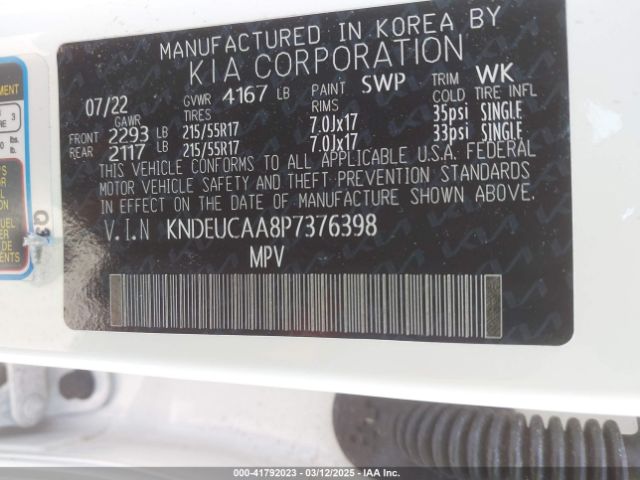 MANUFACTURED IN KOREA BY
KIA CORPORATION
07/22 GVWR 4167 LB PAINT SWP TRIM WK
GAWR TIRES RIMS COLD TIRE INFL
FRONT 2293 LB 215/55R17 7.0Jx17 35psi SINGLE
REAR 2117 LB 215/55R17 7.0Jx17 33psi SINGLE
THIS VEHICLE CONFORMS TO ALL APPLICABLE U.S.A. FEDERAL
MOTOR VEHICLE SAFETY AND THEFT PREVENTION STANDARDS
IN EFFECT ON THE DATE OF MANUFACTURE SHOWN ABOVE.
V.I.N KNDEUCAA8P7376398
MPV
000-41792023 - 03/12/2025 - IAA Inc.